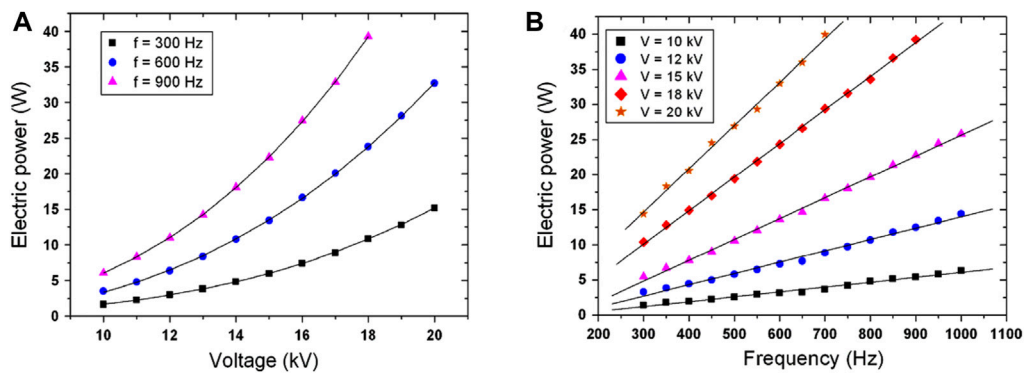 A
40
35
30
25
20
15
10
5
0
Electric power (W)
f = 300 Hz
f = 600 Hz
f = 900 Hz
10
12
14
16
18
20
Voltage (kV)
B
40
35
30
25
20
15
10
5
0
Electric power (W)
V = 10 kV
V = 12 kV
V = 15 kV
V = 18 kV
V = 20 kV
200 300 400 500 600 700 800 900 1000 1100
Frequency (Hz)